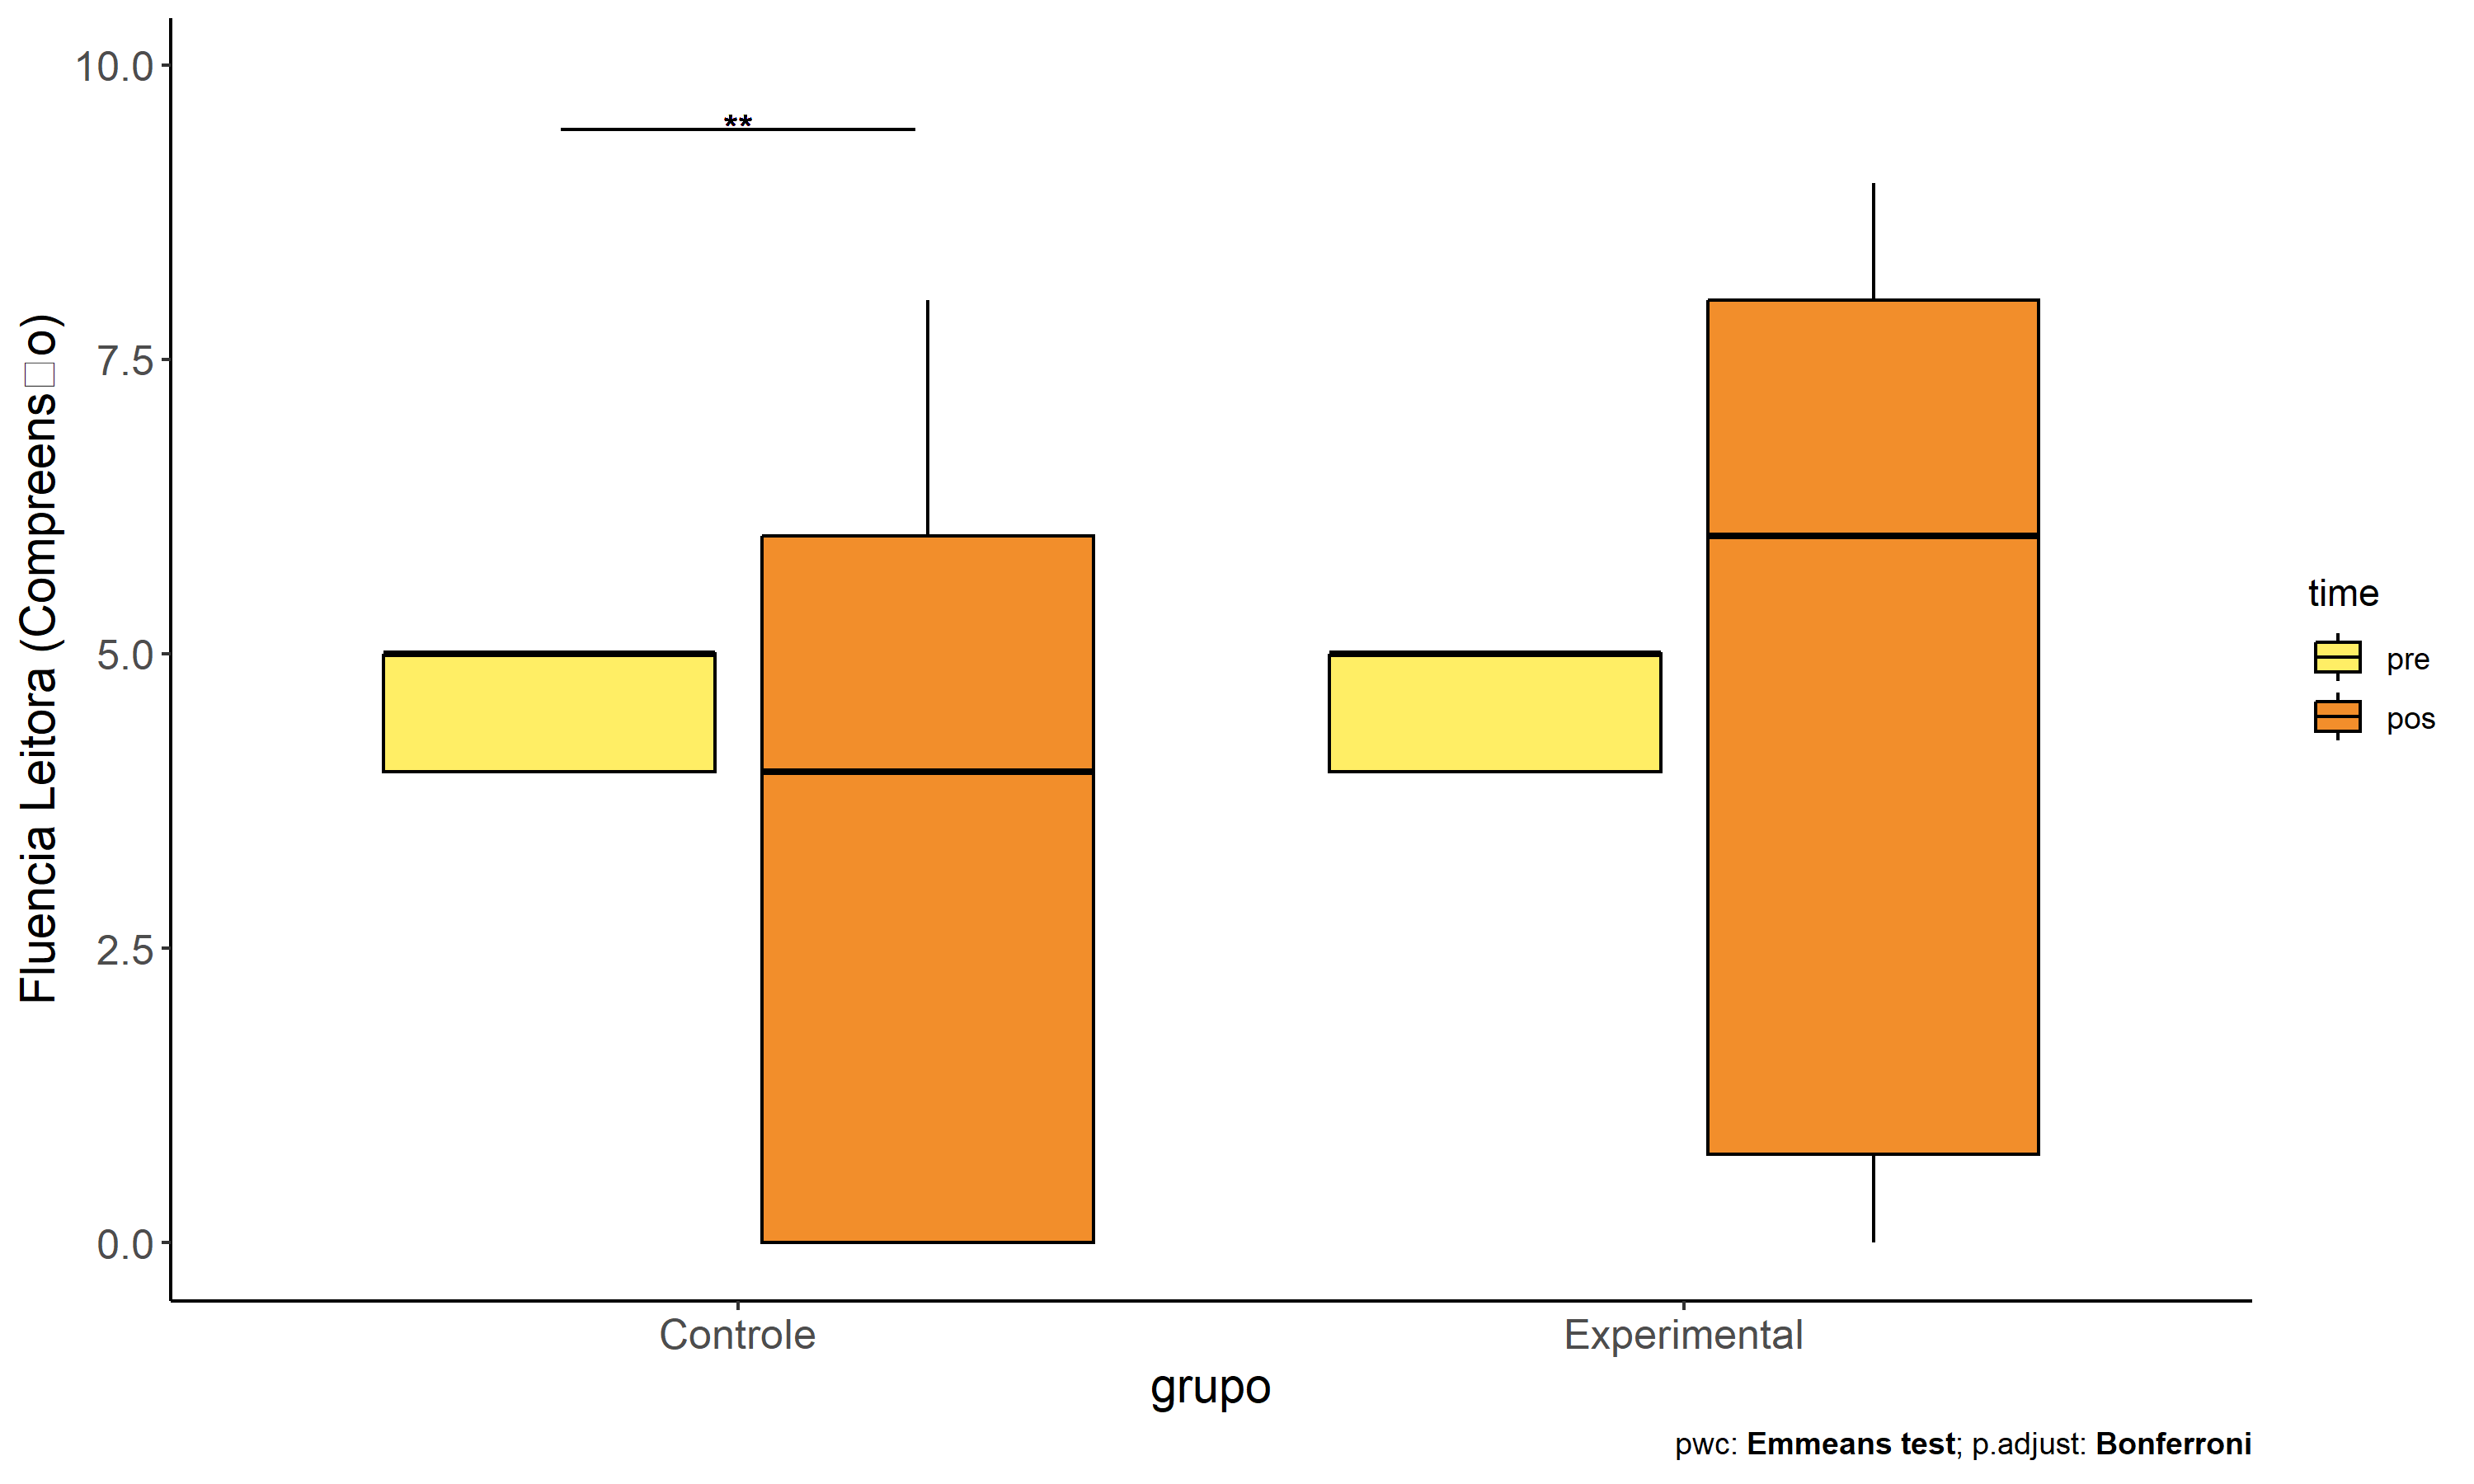 Fluencia Leitora (Compreens□o)
10.0
7.5
5.0
2.5
0.0
**
Controle
Experimental
grupo
time
pre
pos
pwc: Emmeans test; p.adjust: Bonferroni